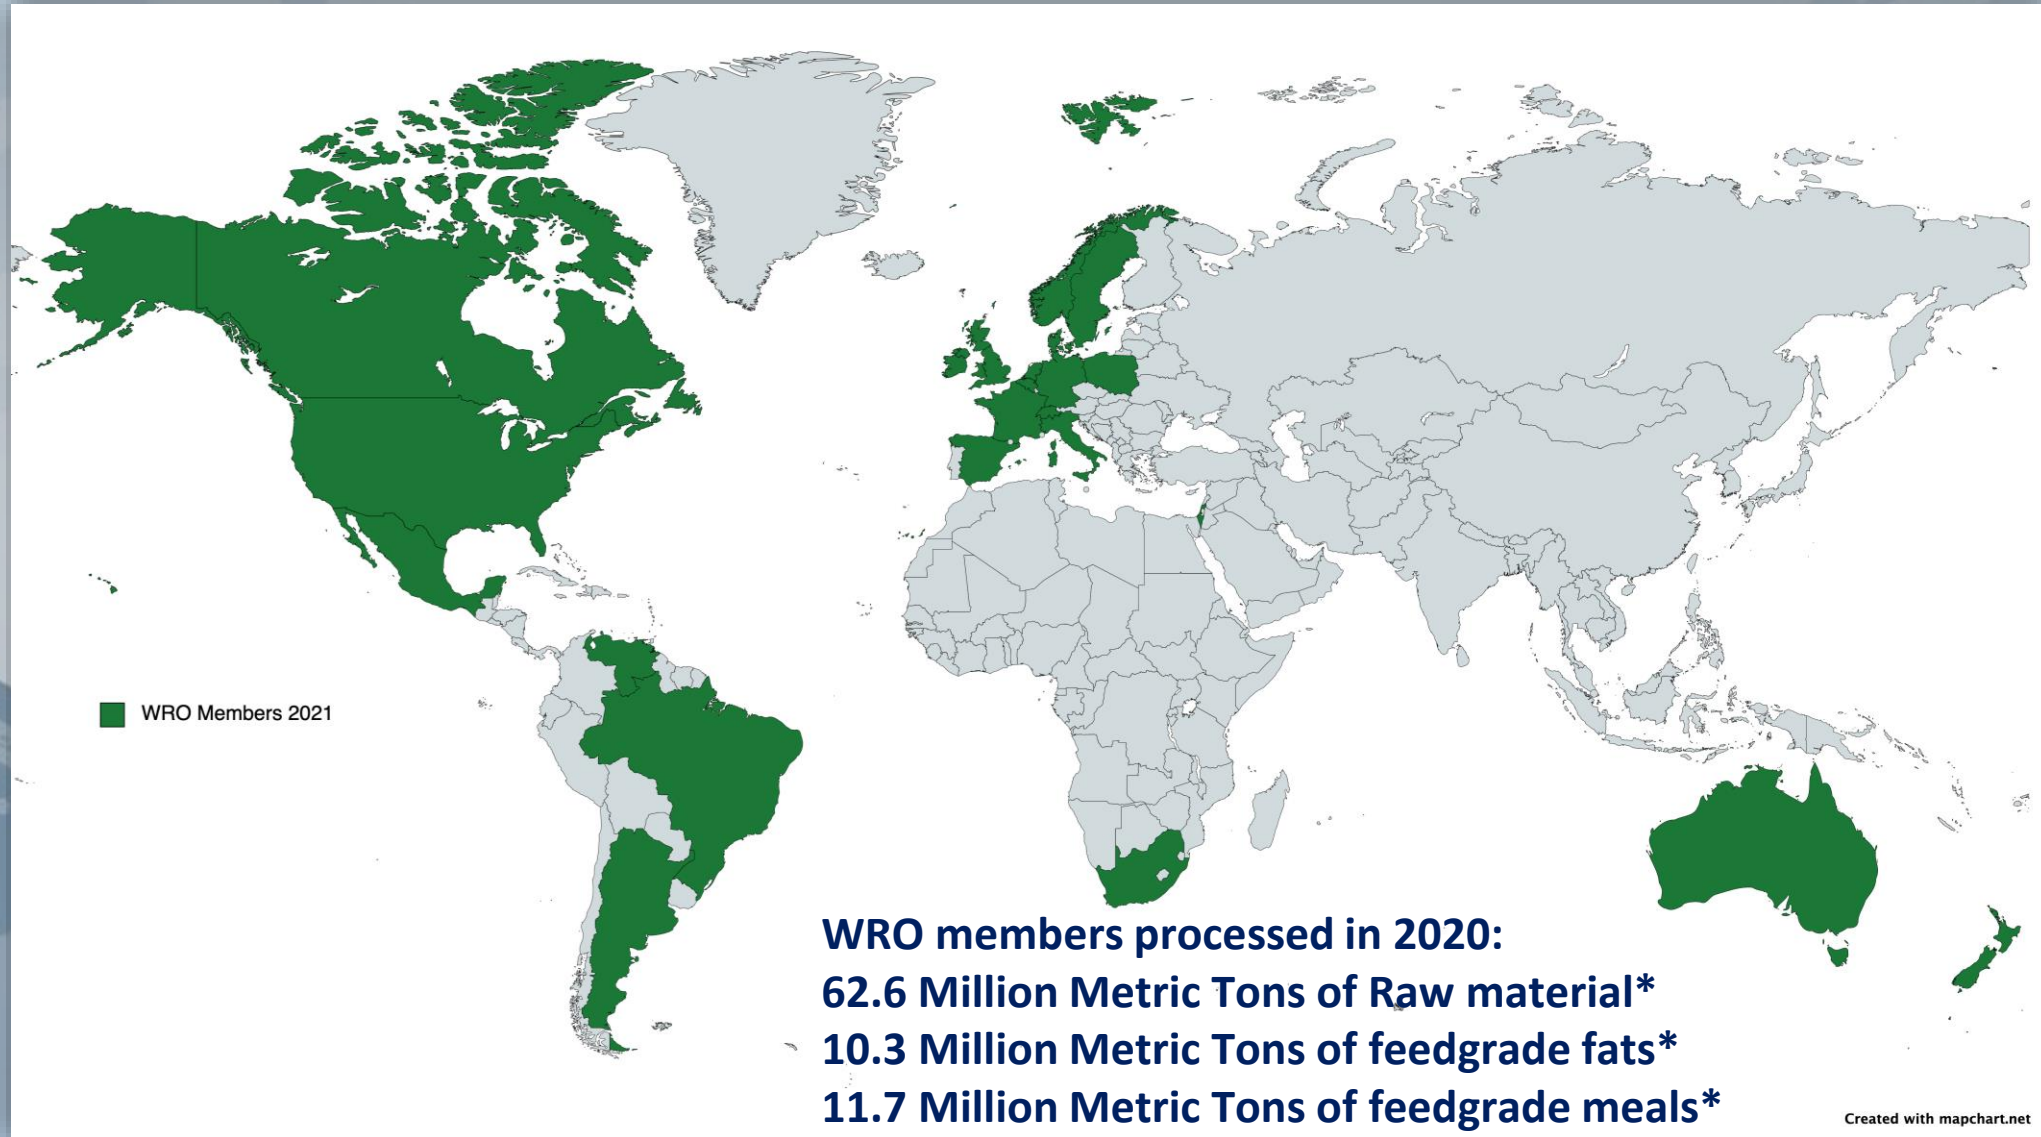 WRO Members 2021
WRO members processed in 2020:
62.6 Million Metric Tons of Raw material*
10.3 Million Metric Tons of feedgrade fats*
11.7 Million Metric Tons of feedgrade meals*
Created with mapchart.net